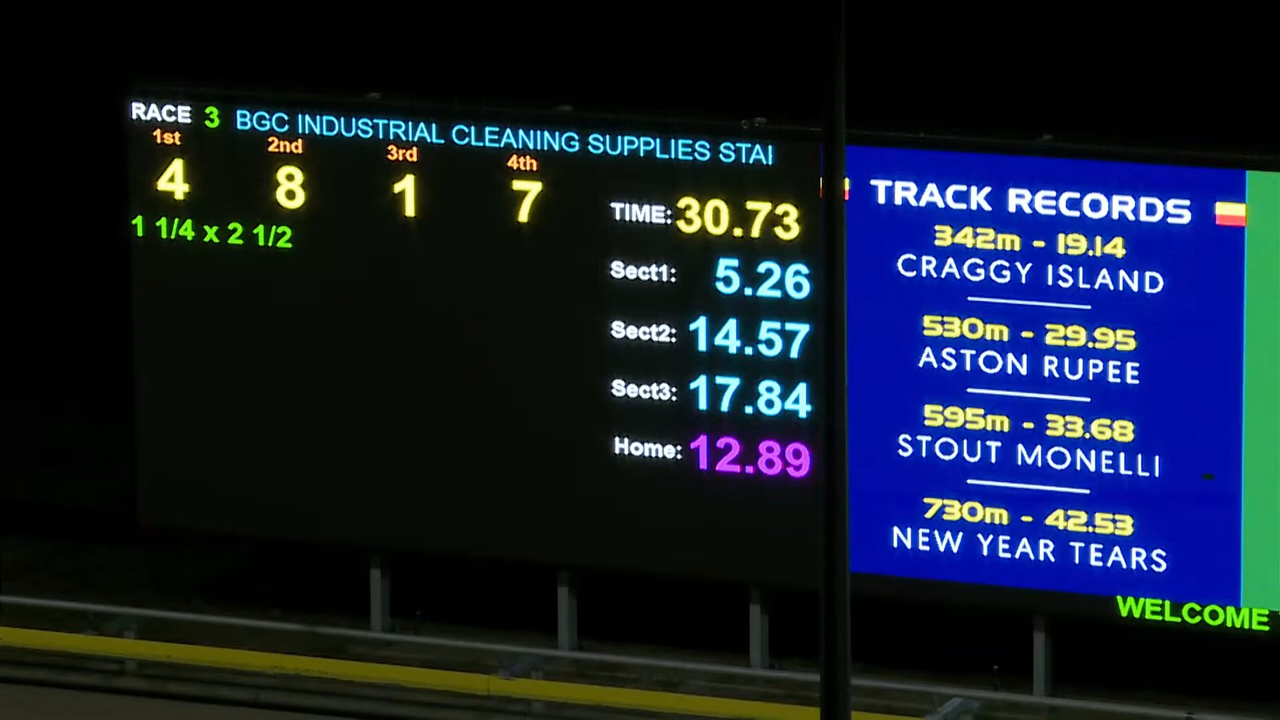 RACE 3 BGC INDUSTRIAL CLEANING SUPPLIES STAI
1st 2nd 3rd 4th
4 8 1 7
1 1/4 x 2 1/2
TIME: 30.73
Sect1: 5.26
Sect2: 14.57
Sect3: 17.84
Home: 12.89
TRACK RECORDS
342m - 19.14
CRAGGY ISLAND
530m - 29.95
ASTON RUPEE
595m - 33.68
STOUT MONELLI
730m - 42.53
NEW YEAR TEARS
WELCOME